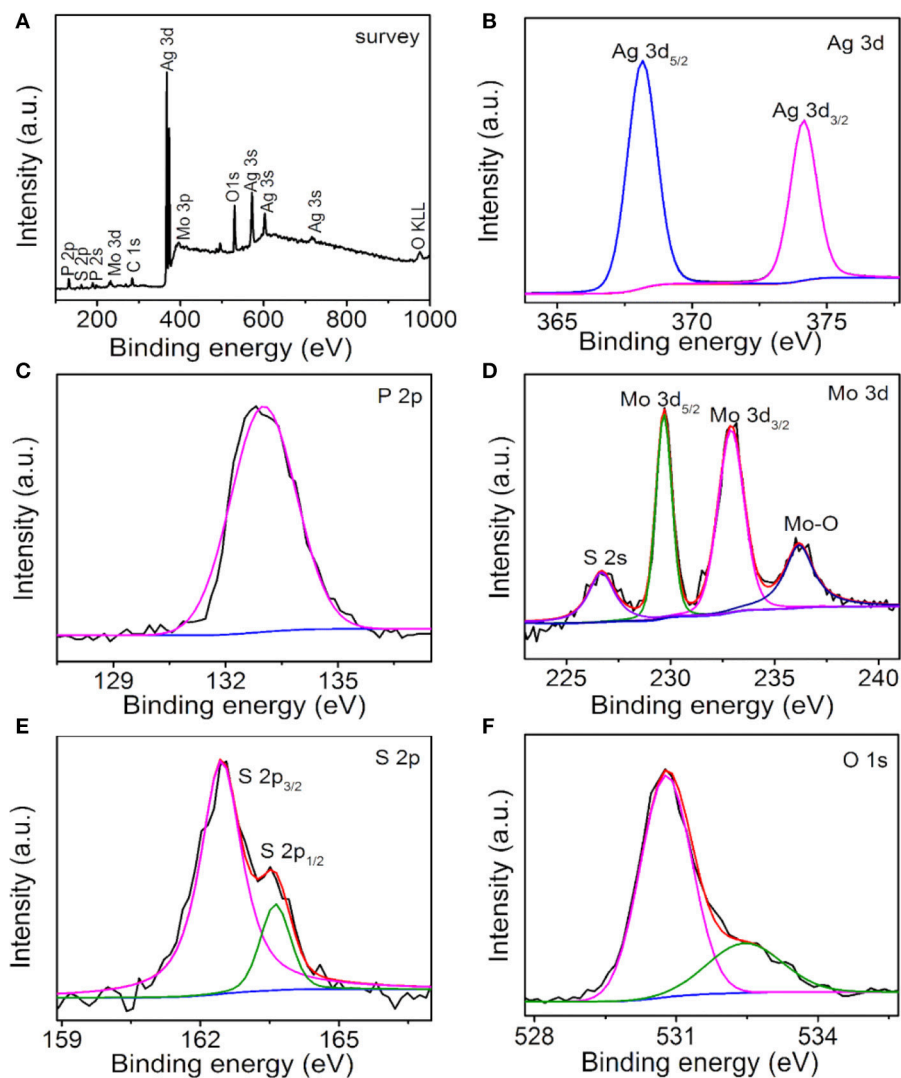 A
survey
Ag 3d
P 2p
S 2p
P 2s
Mo 3d
C 1s
Mo 3p
O1s
Ag 3s
Ag 3s
Ag 3s
O KLL
Intensity (a.u.)
200 400 600 800 1000
Binding energy (eV)
B
Ag 3d
Ag 3d5/2
Ag 3d3/2
Intensity (a.u.)
365 370 375
Binding energy (eV)
C
P 2p
Intensity (a.u.)
129 132 135
Binding energy (eV)
D
Mo 3d
Mo 3d5/2
Mo 3d3/2
Mo-O
S 2s
Intensity (a.u.)
225 230 235 240
Binding energy (eV)
E
S 2p
S 2p3/2
S 2p1/2
Intensity (a.u.)
159 162 165
Binding energy (eV)
F
O 1s
Intensity (a.u.)
528 531 534
Binding energy (eV)